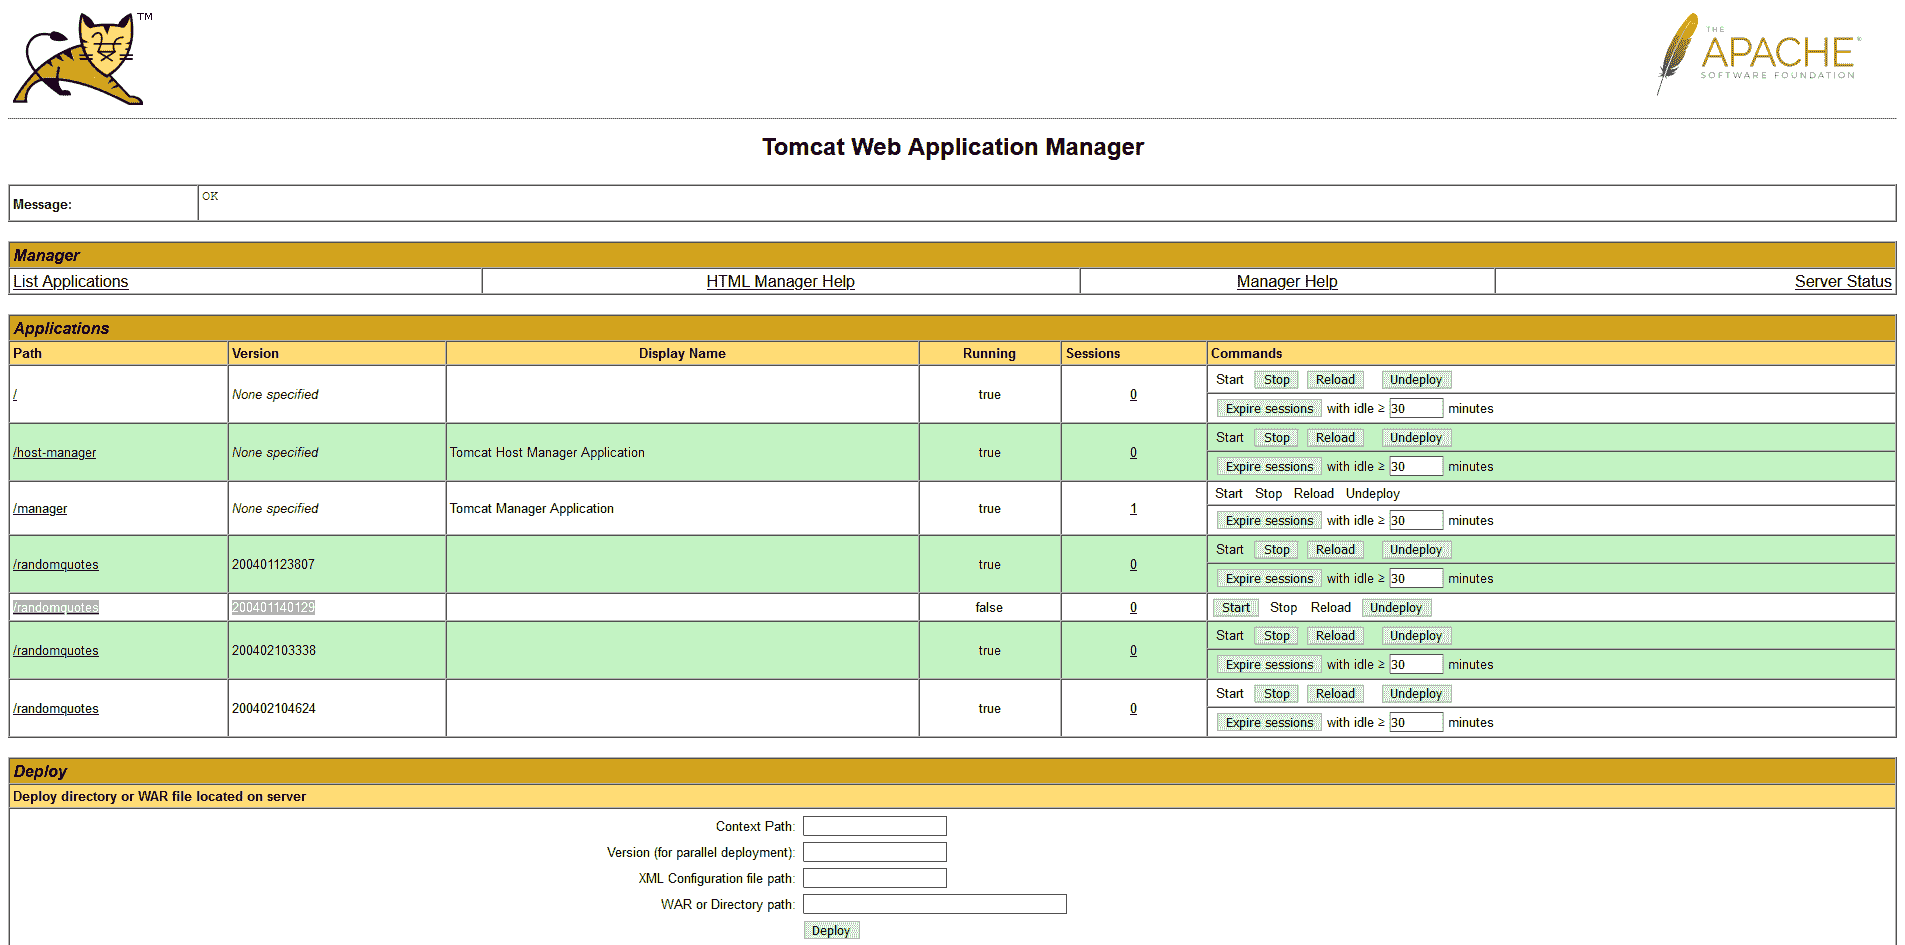 TM
THE
APACHE®
SOFTWARE FOUNDATION
Tomcat Web Application Manager
Message: OK
Manager
List Applications HTML Manager Help Manager Help Server Status
Applications
Path Version Display Name Running Sessions Commands
/ None specified true 0 Start Stop Reload Undeploy
Expire sessions with idle ≥ 30 minutes
/host-manager None specified Tomcat Host Manager Application true 0 Start Stop Reload Undeploy
Expire sessions with idle ≥ 30 minutes
/manager None specified Tomcat Manager Application true 1 Start Stop Reload Undeploy
Expire sessions with idle ≥ 30 minutes
/randomquotes 200401123807 true 0 Start Stop Reload Undeploy
Expire sessions with idle ≥ 30 minutes
/randomquotes 200401140129 false 0 Start Stop Reload Undeploy
/randomquotes 200402103338 true 0 Start Stop Reload Undeploy
Expire sessions with idle ≥ 30 minutes
/randomquotes 200402104624 true 0 Start Stop Reload Undeploy
Expire sessions with idle ≥ 30 minutes
Deploy
Deploy directory or WAR file located on server
Context Path:
Version (for parallel deployment):
XML Configuration file path:
WAR or Directory path:
Deploy